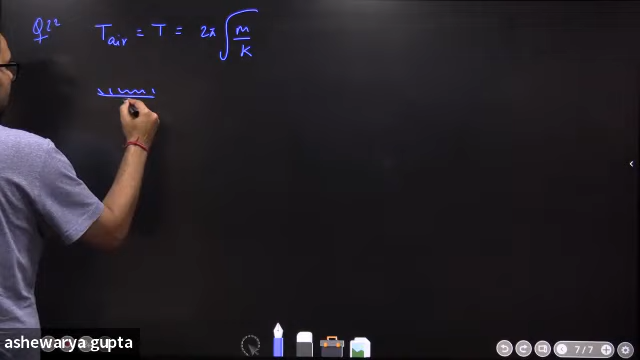 Q22 T_air = T = 2π √(m/K)
ashewarya gupta
7/7